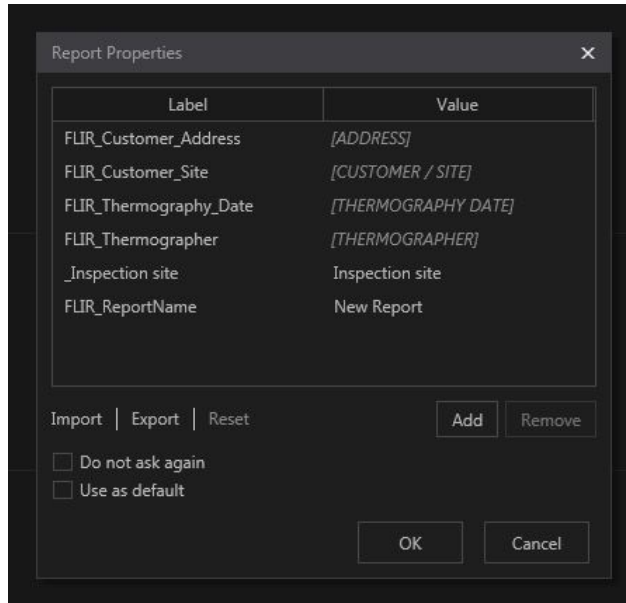 Report Properties
Label Value
FLIR_Customer_Address [ADDRESS]
FLIR_Customer_Site [CUSTOMER / SITE]
FLIR_Thermography_Date [THERMOGRAPHY DATE]
FLIR_Thermographer [THERMOGRAPHER]
_Inspection site Inspection site
FLIR_ReportName New Report
Import | Export | Reset Add Remove
Do not ask again
Use as default
OK Cancel